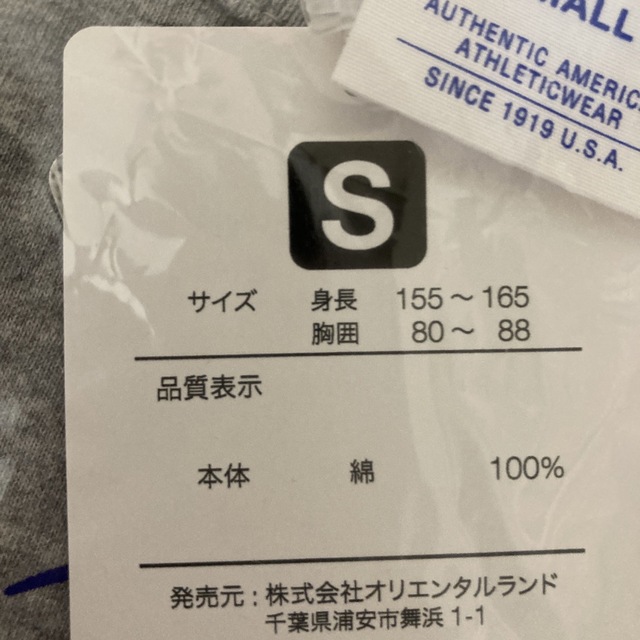 MALL
AUTHENTIC AMERIC
ATHLETICWEAR
SINCE 1919 U.S.A.
S
サイズ 身長 155～165
胸囲 80～ 88
品質表示
本体 綿 100%
発売元：株式会社オリエンタルランド
千葉県浦安市舞浜 1-1